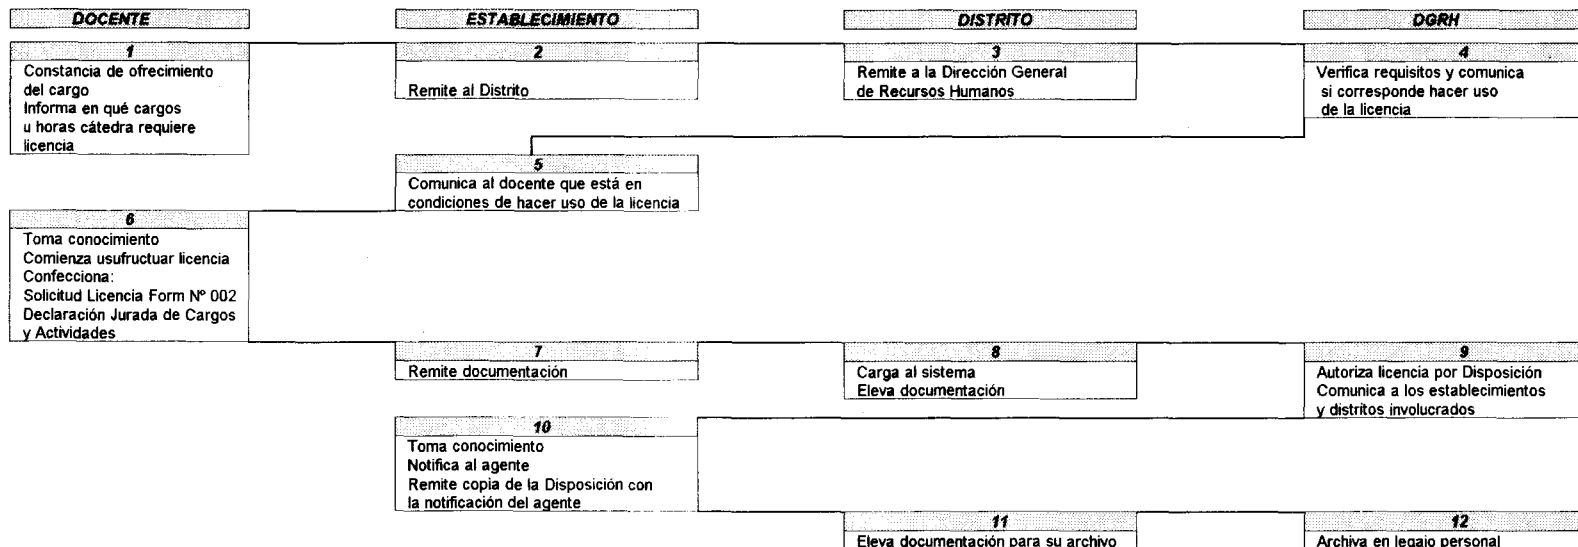 DOCENTE
ESTABLECIMIENTO
DISTRITO
DGRH
1
Constancia de ofrecimiento
del cargo
Informa en qué cargos
u horas cátedra requiere
licencia
2
Remite al Distrito
3
Remite a la Dirección General
de Recursos Humanos
4
Verifica requisitos y comunica
si corresponde hacer uso
de la licencia
5
Comunica al docente que está en
condiciones de hacer uso de la licencia
6
Toma conocimiento
Comienza usufructuar licencia
Confecciona:
Solicitud Licencia Form Nº 002
Declaración Jurada de Cargos
y Actividades
7
Remite documentación
8
Carga al sistema
Eleva documentación
9
Autoriza licencia por Disposición
Comunica a los establecimientos
y distritos involucrados
10
Toma conocimiento
Notifica al agente
Remite copia de la Disposición con
la notificación del agente
11
Eleva documentación para su archivo
12
Archiva en legajo personal